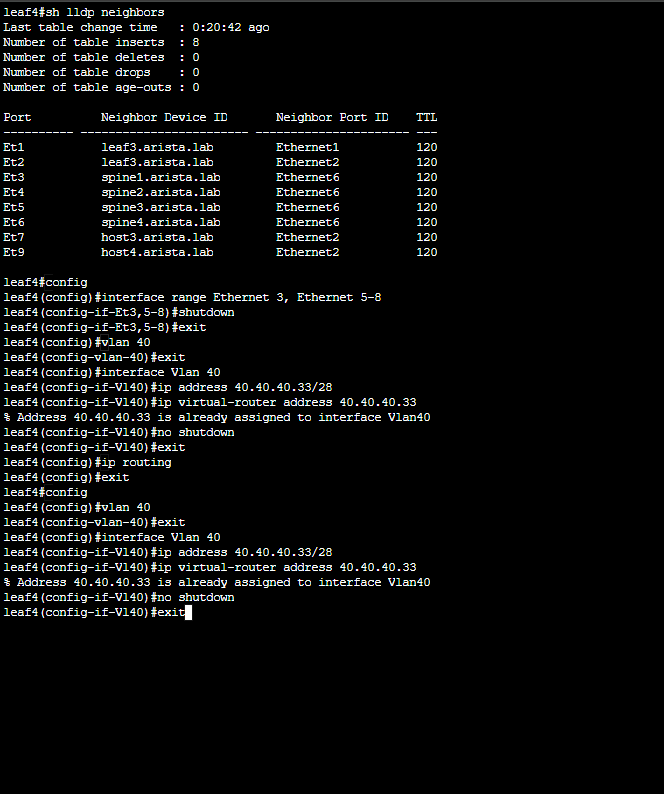 leaf4#sh lldp neighbors
Last table change time   : 0:20:42 ago
Number of table inserts  : 8
Number of table deletes  : 0
Number of table drops    : 0
Number of table age-outs : 0
Port          Neighbor Device ID       Neighbor Port ID    TTL
---------- ------------------------ ---------------------- ---
Et1           leaf3.arista.lab         Ethernet1           120
Et2           leaf3.arista.lab         Ethernet2           120
Et3           spine1.arista.lab        Ethernet6           120
Et4           spine2.arista.lab        Ethernet6           120
Et5           spine3.arista.lab        Ethernet6           120
Et6           spine4.arista.lab        Ethernet6           120
Et7           host3.arista.lab         Ethernet2           120
Et9           host4.arista.lab         Ethernet2           120
leaf4#config
leaf4(config)#interface range Ethernet 3, Ethernet 5-8
leaf4(config-if-Et3,5-8)#shutdown
leaf4(config-if-Et3,5-8)#exit
leaf4(config)#vlan 40
leaf4(config-vlan-40)#exit
leaf4(config)#interface Vlan 40
leaf4(config-if-Vl40)#ip address 40.40.40.33/28
leaf4(config-if-Vl40)#ip virtual-router address 40.40.40.33
% Address 40.40.40.33 is already assigned to interface Vlan40
leaf4(config-if-Vl40)#no shutdown
leaf4(config-if-Vl40)#exit
leaf4(config)#ip routing
leaf4(config)#exit
leaf4#config
leaf4(config)#vlan 40
leaf4(config-vlan-40)#exit
leaf4(config)#interface Vlan 40
leaf4(config-if-Vl40)#ip address 40.40.40.33/28
leaf4(config-if-Vl40)#ip virtual-router address 40.40.40.33
% Address 40.40.40.33 is already assigned to interface Vlan40
leaf4(config-if-Vl40)#no shutdown
leaf4(config-if-Vl40)#exit